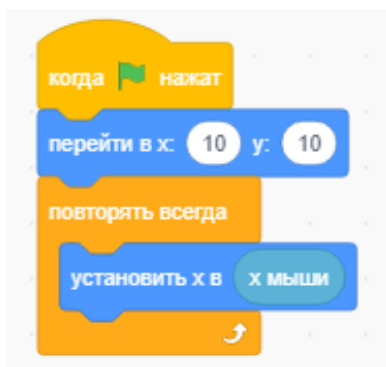 когда нажат
перейти в x: 10 y: 10
повторять всегда
установить x в x мыши